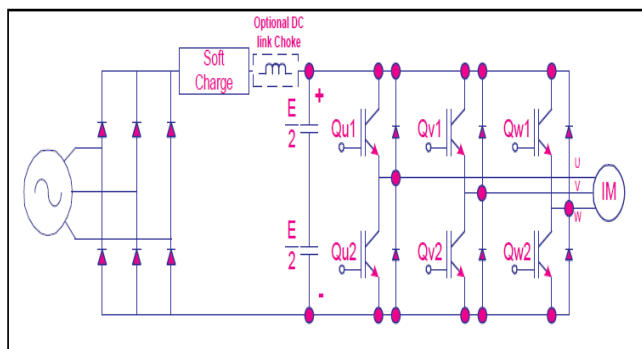 Optional DC
link Choke
Soft
Charge
+
E
2
Qu1
Qv1
Qw1
U
V
IM
W
E
2
Qu2
Qv2
Qw2
-